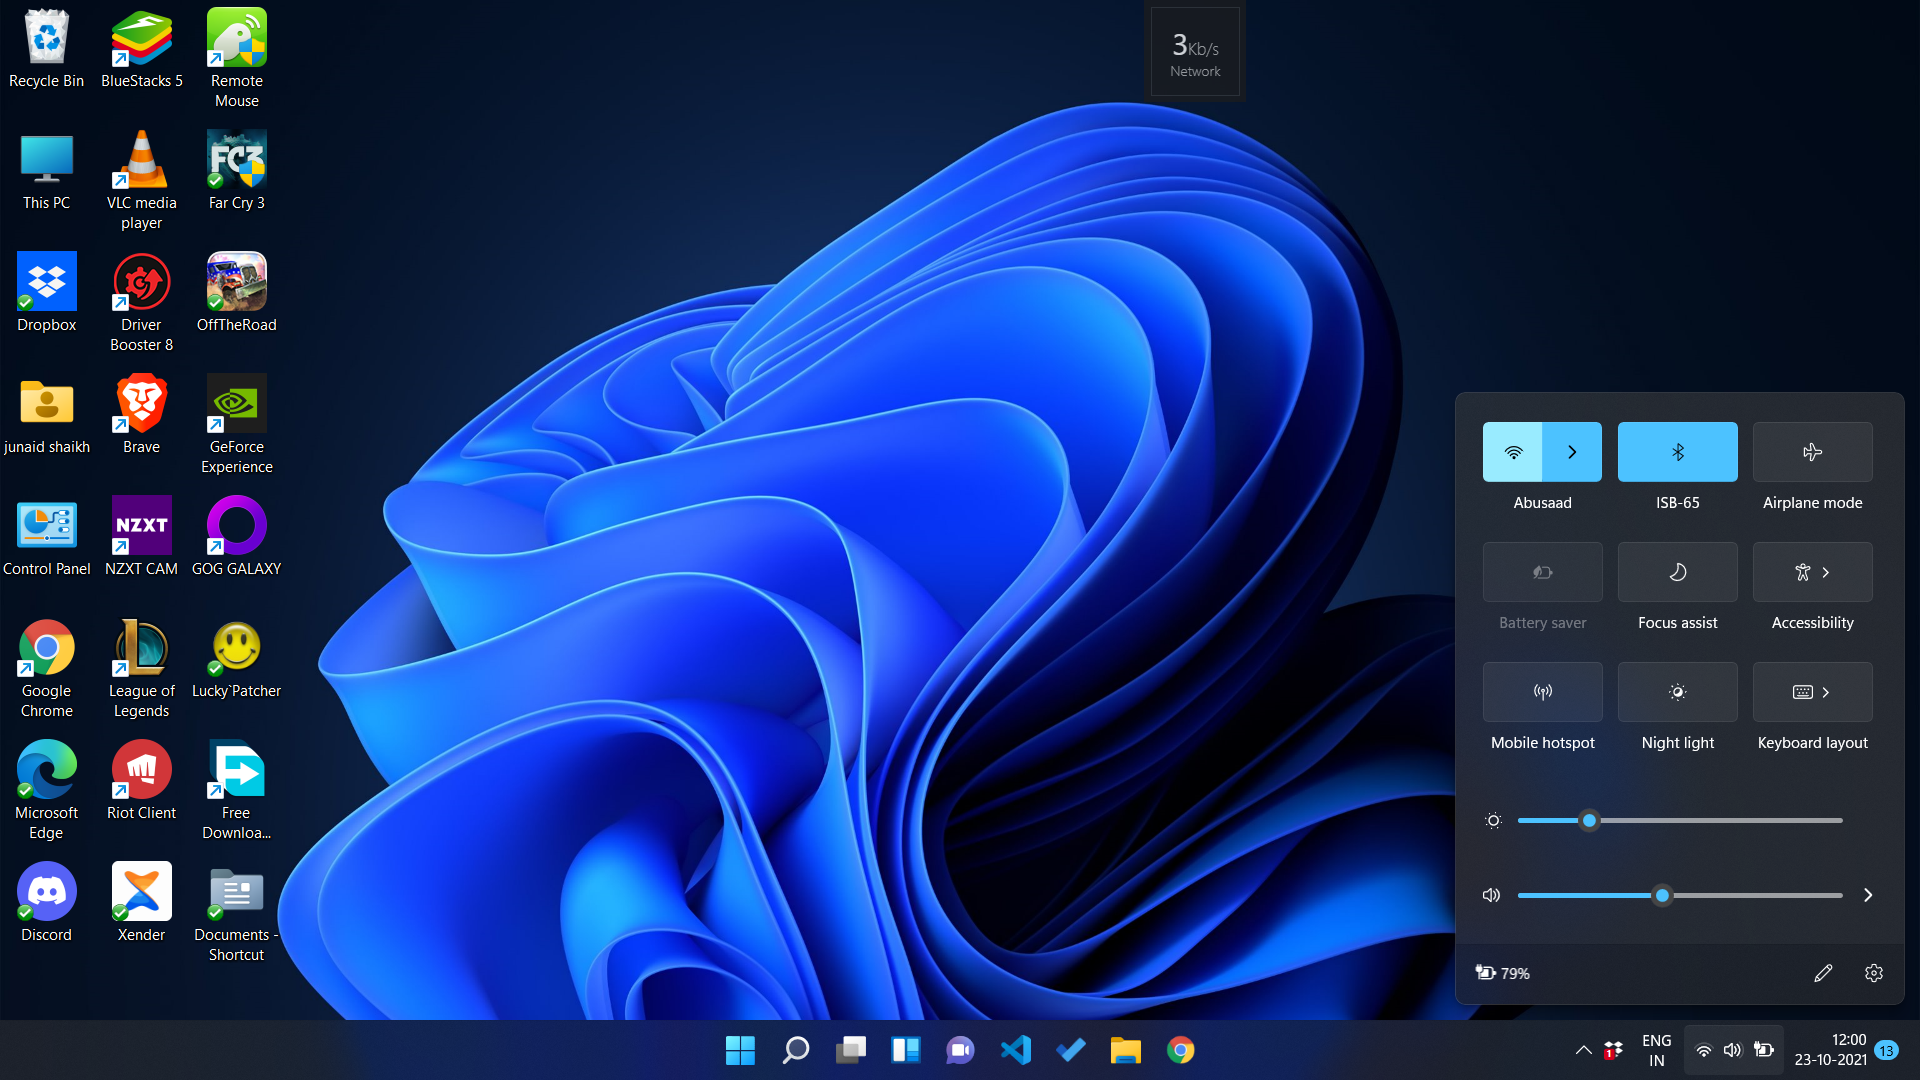 Recycle Bin
BlueStacks 5
Remote
Mouse
This PC
VLC media
player
FC3
Far Cry 3
Dropbox
Driver
Booster 8
OffTheRoad
junaid shaikh
Brave
GeForce
Experience
Control Panel
NZXT
NZXT CAM
GOG GALAXY
Google
Chrome
League of
Legends
Lucky`Patcher
Microsoft
Edge
Riot Client
Free
Downloa...
Discord
Xender
Documents -
Shortcut
3Kb/s
Network
Abusaad
ISB-65
Airplane mode
Battery saver
Focus assist
Accessibility
Mobile hotspot
Night light
Keyboard layout
79%
1
ENG
IN
12:00
23-10-2021
13